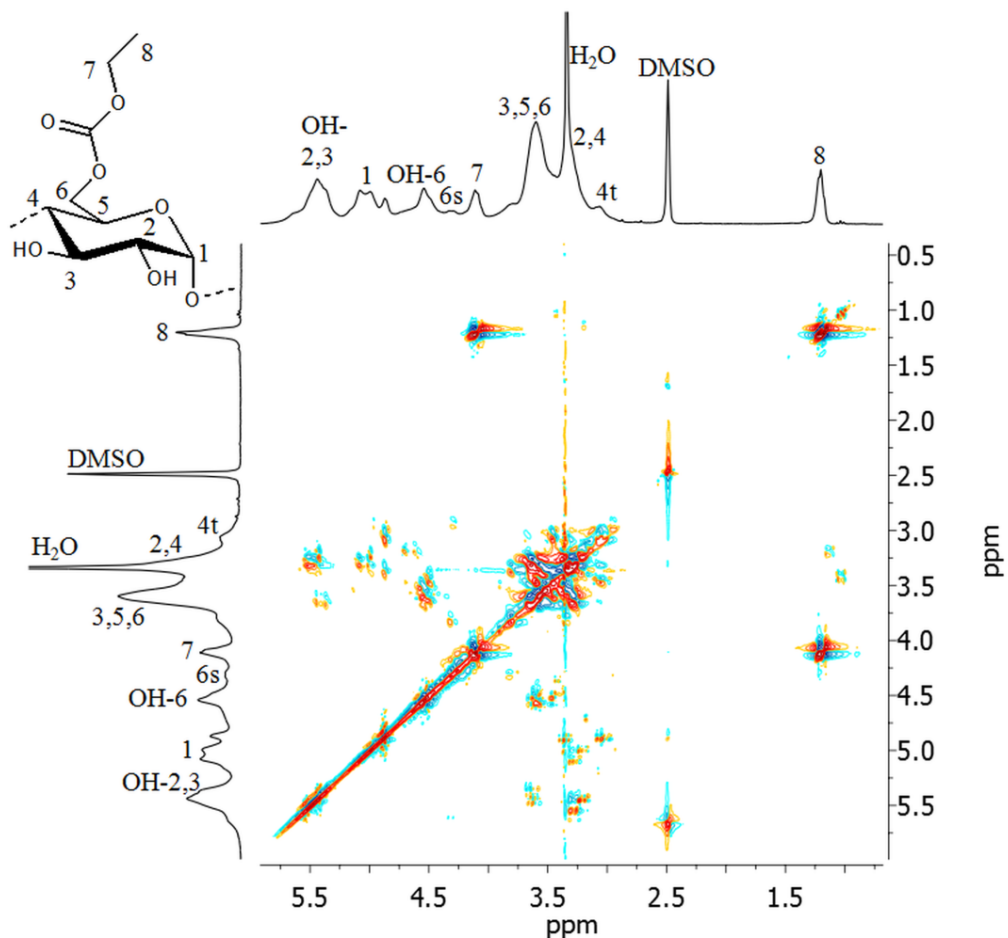 8
7
O
O
O
6
5
4
O
2
1
HO
3
OH
O
OH-
2,3
1
OH-6
6s
7
3,5,6
H₂O
2,4
4t
DMSO
8
8
DMSO
4t
2,4
H₂O
3,5,6
7
6s
OH-6
1
OH-2,3
0.5
1.0
1.5
2.0
2.5
3.0
3.5
4.0
4.5
5.0
5.5
ppm
5.5 4.5 3.5 2.5 1.5
ppm